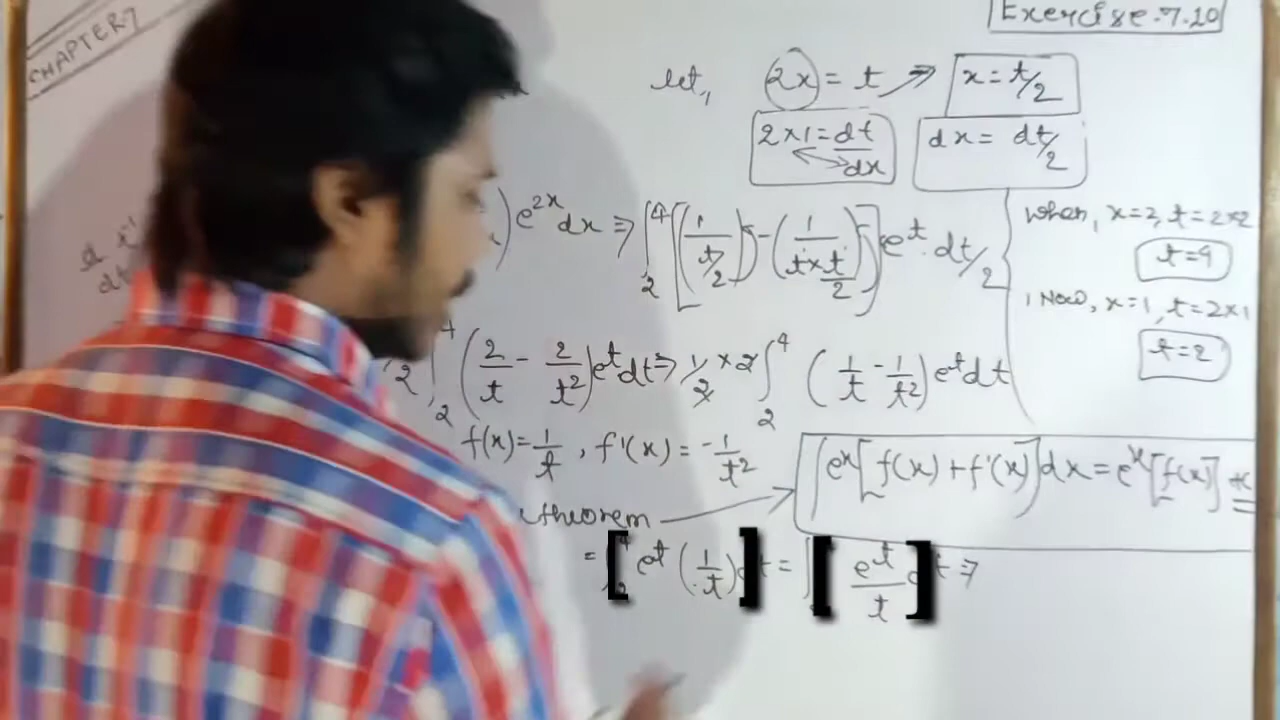 CHAPTER 7
Exercise.7.10
let, 2x = t ⇒ x = t/2
2×1 = dt/dx
dx = dt/2
) e^{2x} dx ⇒ ∫_2^4 [(1/(t/2)) - (1/(t×t/2))] e^t . dt/2
When, x=2, t=2×2
t=4
Now, x=1, t=2×1
t=2
2 ∫_2^4 (2/t - 2/t²) e^t dt ⇒ 1/2 × 2 ∫_2^4 (1/t - 1/t²) e^t dt
f(x) = 1/t , f'(x) = -1/t²
∫ e^x [f(x) + f'(x)] dx = e^x [f(x)] +c
theorem
= [ e^t (1/t) ] = [ e^t/t ] ⇒